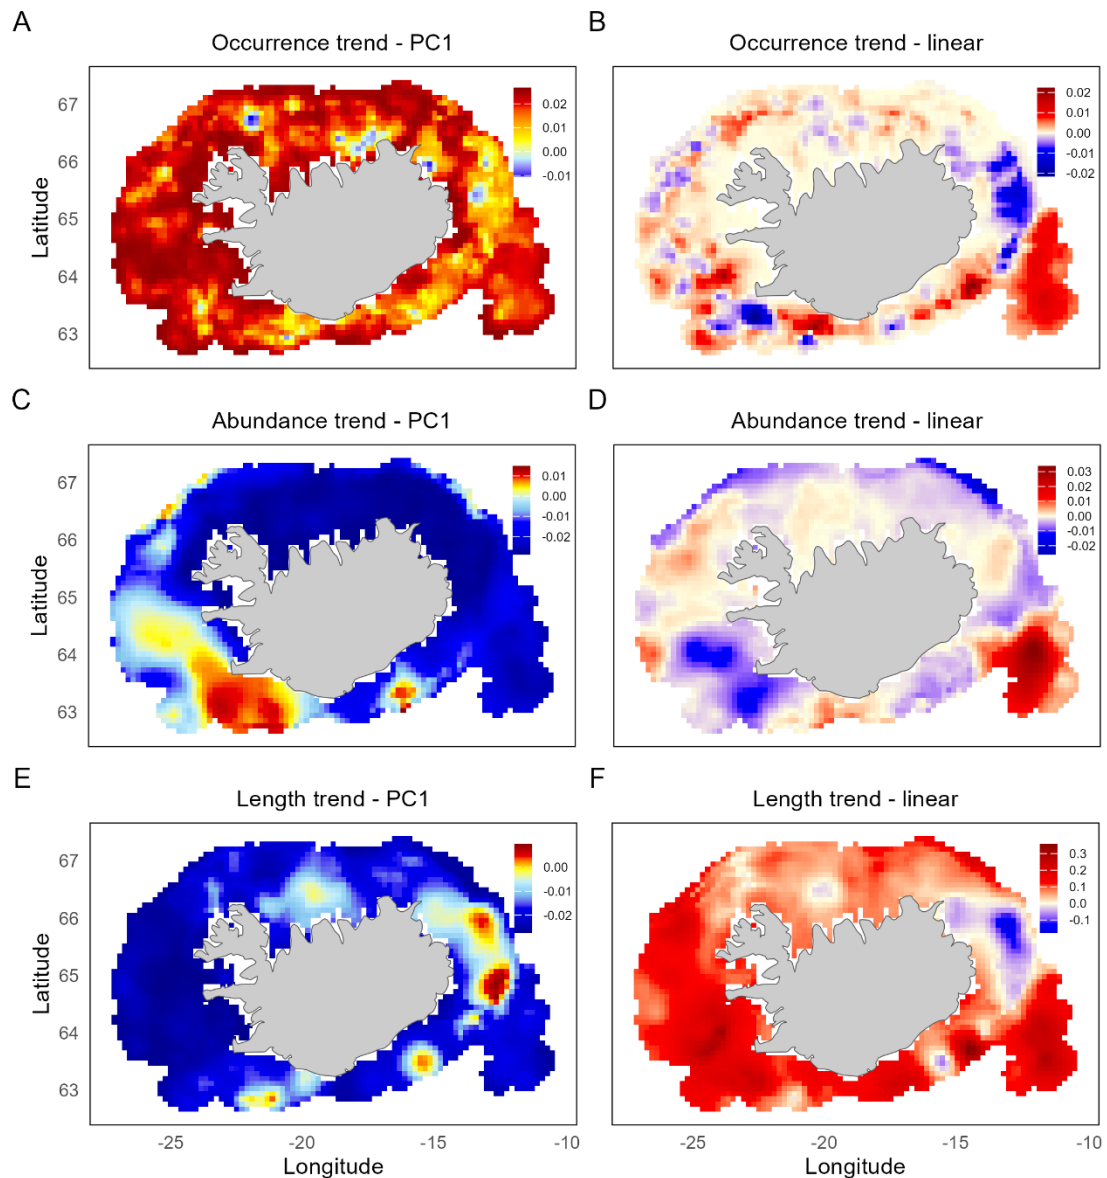 A
B
Occurrence trend - PC1
Occurrence trend - linear
Latitude
67
66
65
64
63
0.02
0.01
0.00
-0.01
0.02
0.01
0.00
-0.01
-0.02
C
D
Abundance trend - PC1
Abundance trend - linear
Latitude
67
66
65
64
63
0.01
0.00
-0.01
-0.02
0.03
0.02
0.01
0.00
-0.01
-0.02
E
F
Length trend - PC1
Length trend - linear
Latitude
67
66
65
64
63
0.00
-0.01
-0.02
0.3
0.2
0.1
0.0
-0.1
-25 -20 -15 -10
-25 -20 -15 -10
Longitude
Longitude